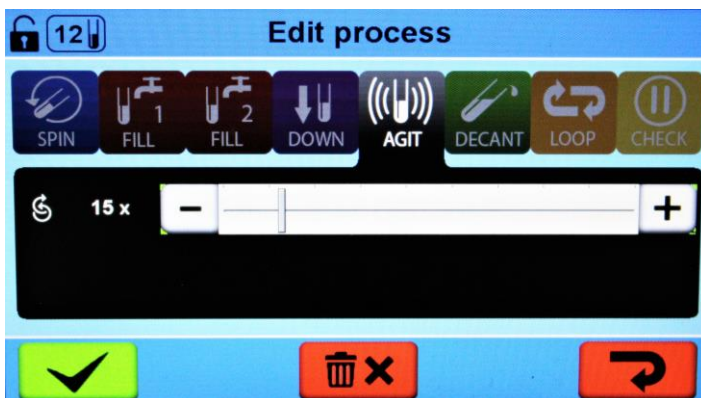 12
Edit process
SPIN
1
FILL
2
FILL
DOWN
AGIT
DECANT
LOOP
CHECK
15 x